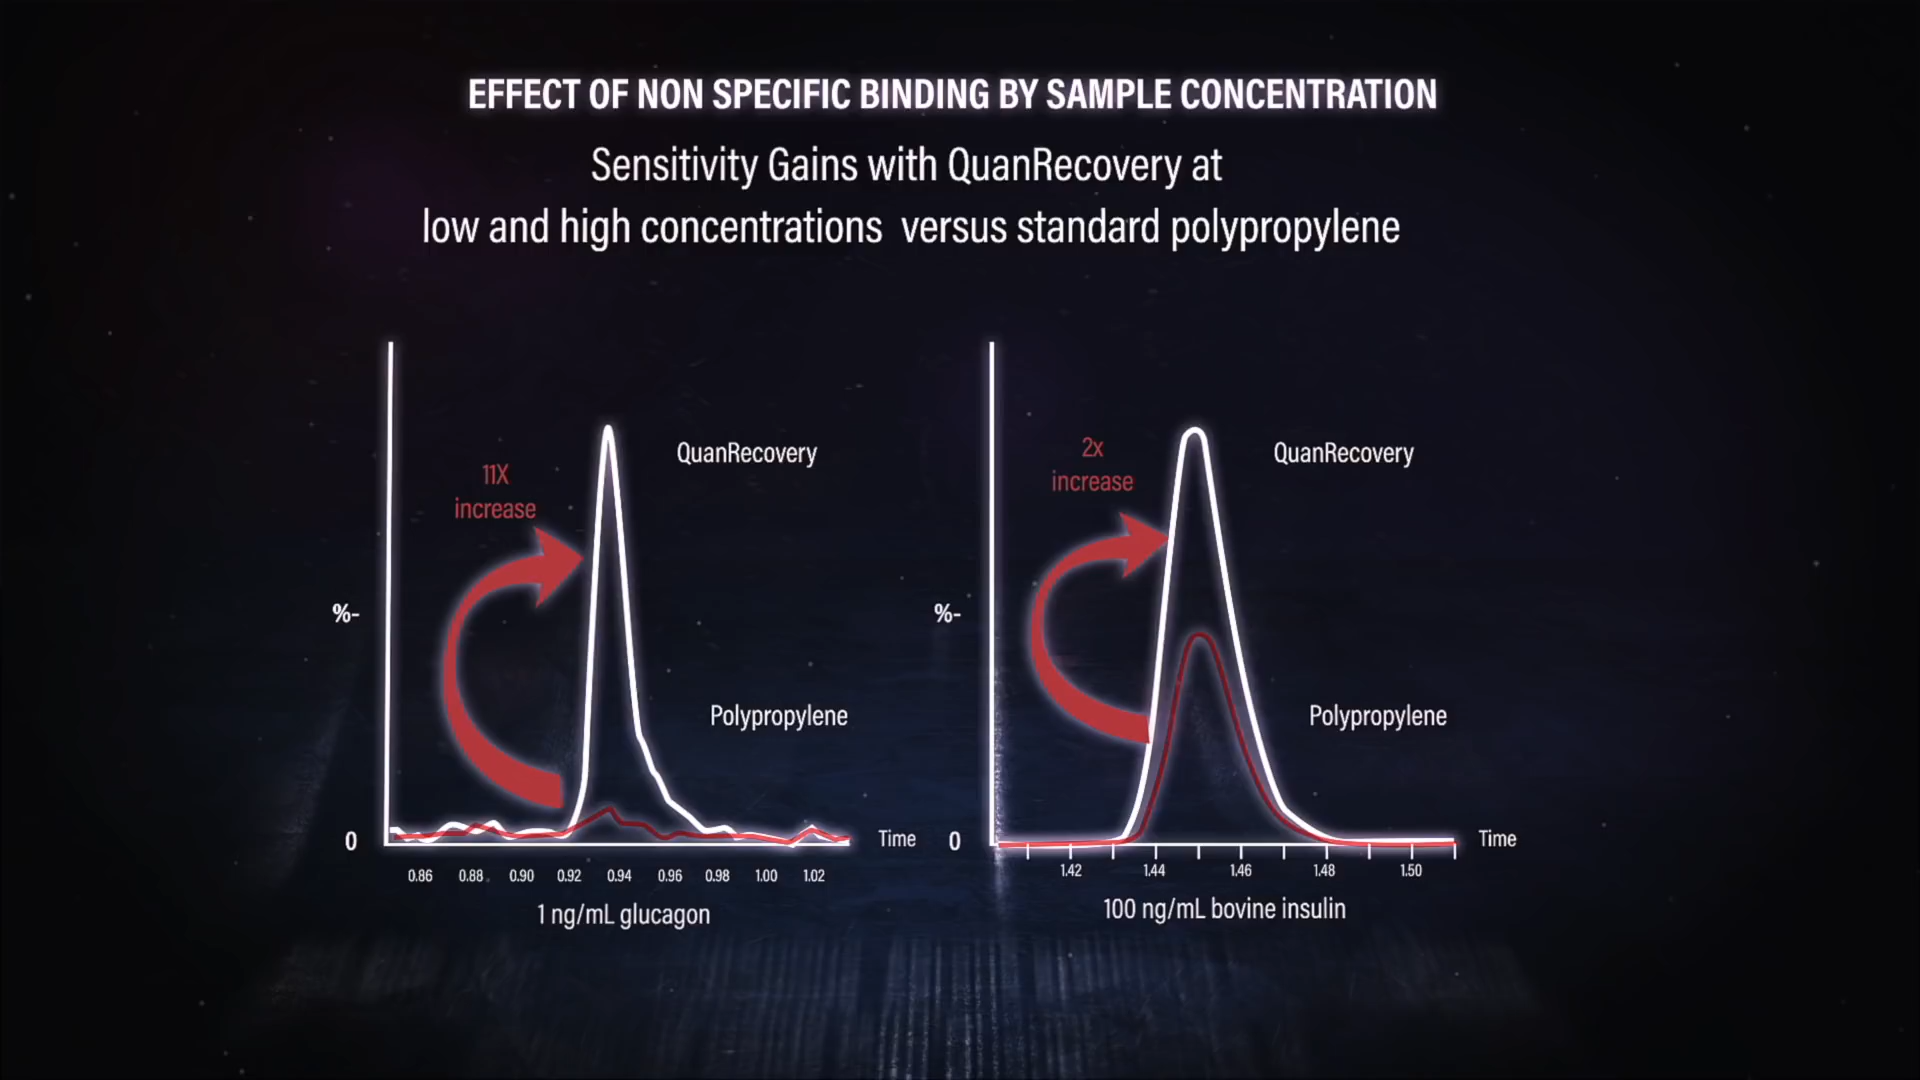 EFFECT OF NON SPECIFIC BINDING BY SAMPLE CONCENTRATION
Sensitivity Gains with QuanRecovery at
low and high concentrations versus standard polypropylene
11X
increase
QuanRecovery
%-
Polypropylene
0
Time
0.86 0.88 0.90 0.92 0.94 0.96 0.98 1.00 1.02
1 ng/mL glucagon
2x
increase
QuanRecovery
%-
Polypropylene
0
Time
1.42 1.44 1.46 1.48 1.50
100 ng/mL bovine insulin